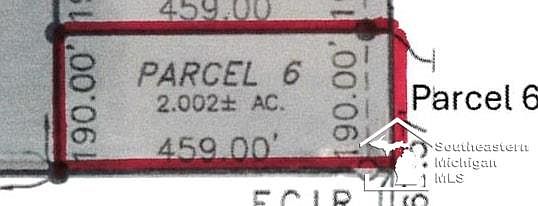 459.00'
190.00'
PARCEL 6
2.002± AC.
190.00'
459.00'
Parcel 6
Southeastern
Michigan
MLS